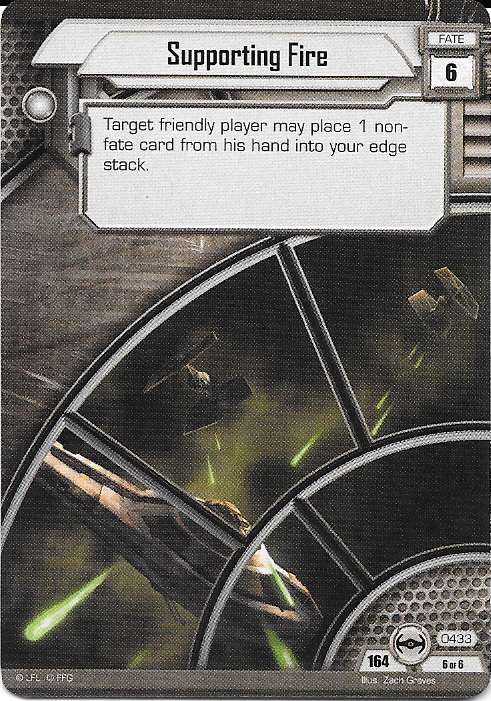 Supporting Fire
FATE
6
Target friendly player may place 1 non-
fate card from his hand into your edge
stack.
0433
164
6 of 6
© LFL © FFG
Illus. Zach Graves